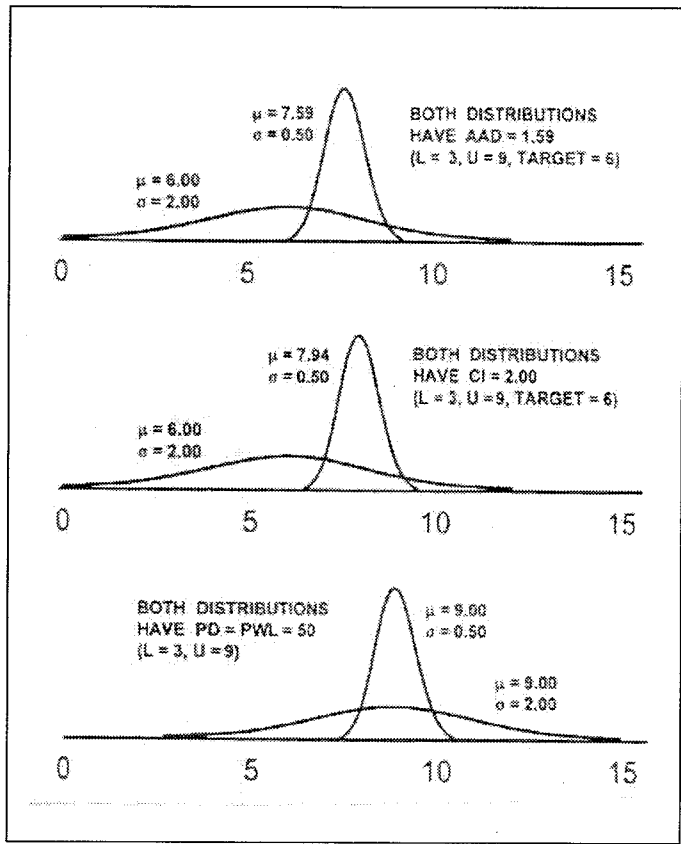 μ = 7.59
σ = 0.50
BOTH DISTRIBUTIONS
HAVE AAD = 1.59
(L = 3, U = 9, TARGET = 6)
μ = 6.00
σ = 2.00
0 5 10 15
μ = 7.94
σ = 0.50
BOTH DISTRIBUTIONS
HAVE CI = 2.00
(L = 3, U = 9, TARGET = 6)
μ = 6.00
σ = 2.00
0 5 10 15
BOTH DISTRIBUTIONS
HAVE PD = PWL = 50
(L = 3, U = 9)
μ = 9.00
σ = 0.50
μ = 9.00
σ = 2.00
0 5 10 15